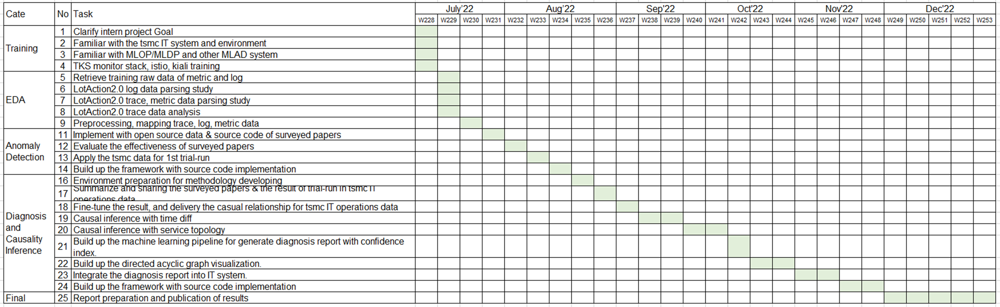 Cate No Task July’22 Aug’22 Sep'22 Oct'22 Nov'22 Dec'22
W228 W229 W230 W231 W232 W233 W234 W235 W236 W237 W238 W239 W240 W241 W242 W243 W244 W245 W246 W247 W248 W249 W250 W251 W252 W253
Training
1 Clarify intern project Goal
2 Familiar with the tsmc IT system and environment
3 Familiar with MLOP/MLDP and other MLAD system
4 TKS monitor stack, istio, kiali training
EDA
5 Retrieve training raw data of metric and log
6 LotAction2.0 log data parsing study
7 LotAction2.0 trace, metric data parsing study
8 LotAction2.0 trace data analysis
9 Preprocessing, mapping trace, log, metric data
Anomaly
Detection
11 Implement with open source data & source code of surveyed papers
12 Evaluate the effectiveness of surveyed papers
13 Apply the tsmc data for 1st trial-run
14 Build up the framework with source code implementation
Diagnosis
and
Causality
Inference
16 Environment preparation for methodology developing
17 Summarize and sharing the surveyed papers & the result of trial-run in tsmc IT
operations data
18 Fine-tune the result, and delivery the casual relationship for tsmc IT operations data
19 Causal inference with time diff
20 Causal inference with service topology
21 Build up the machine learning pipeline for generate diagnosis report with confidence
index.
22 Build up the directed acyclic graph visualization.
23 Integrate the diagnosis report into IT system.
24 Build up the framework with source code implementation
Final
25 Report preparation and publication of results